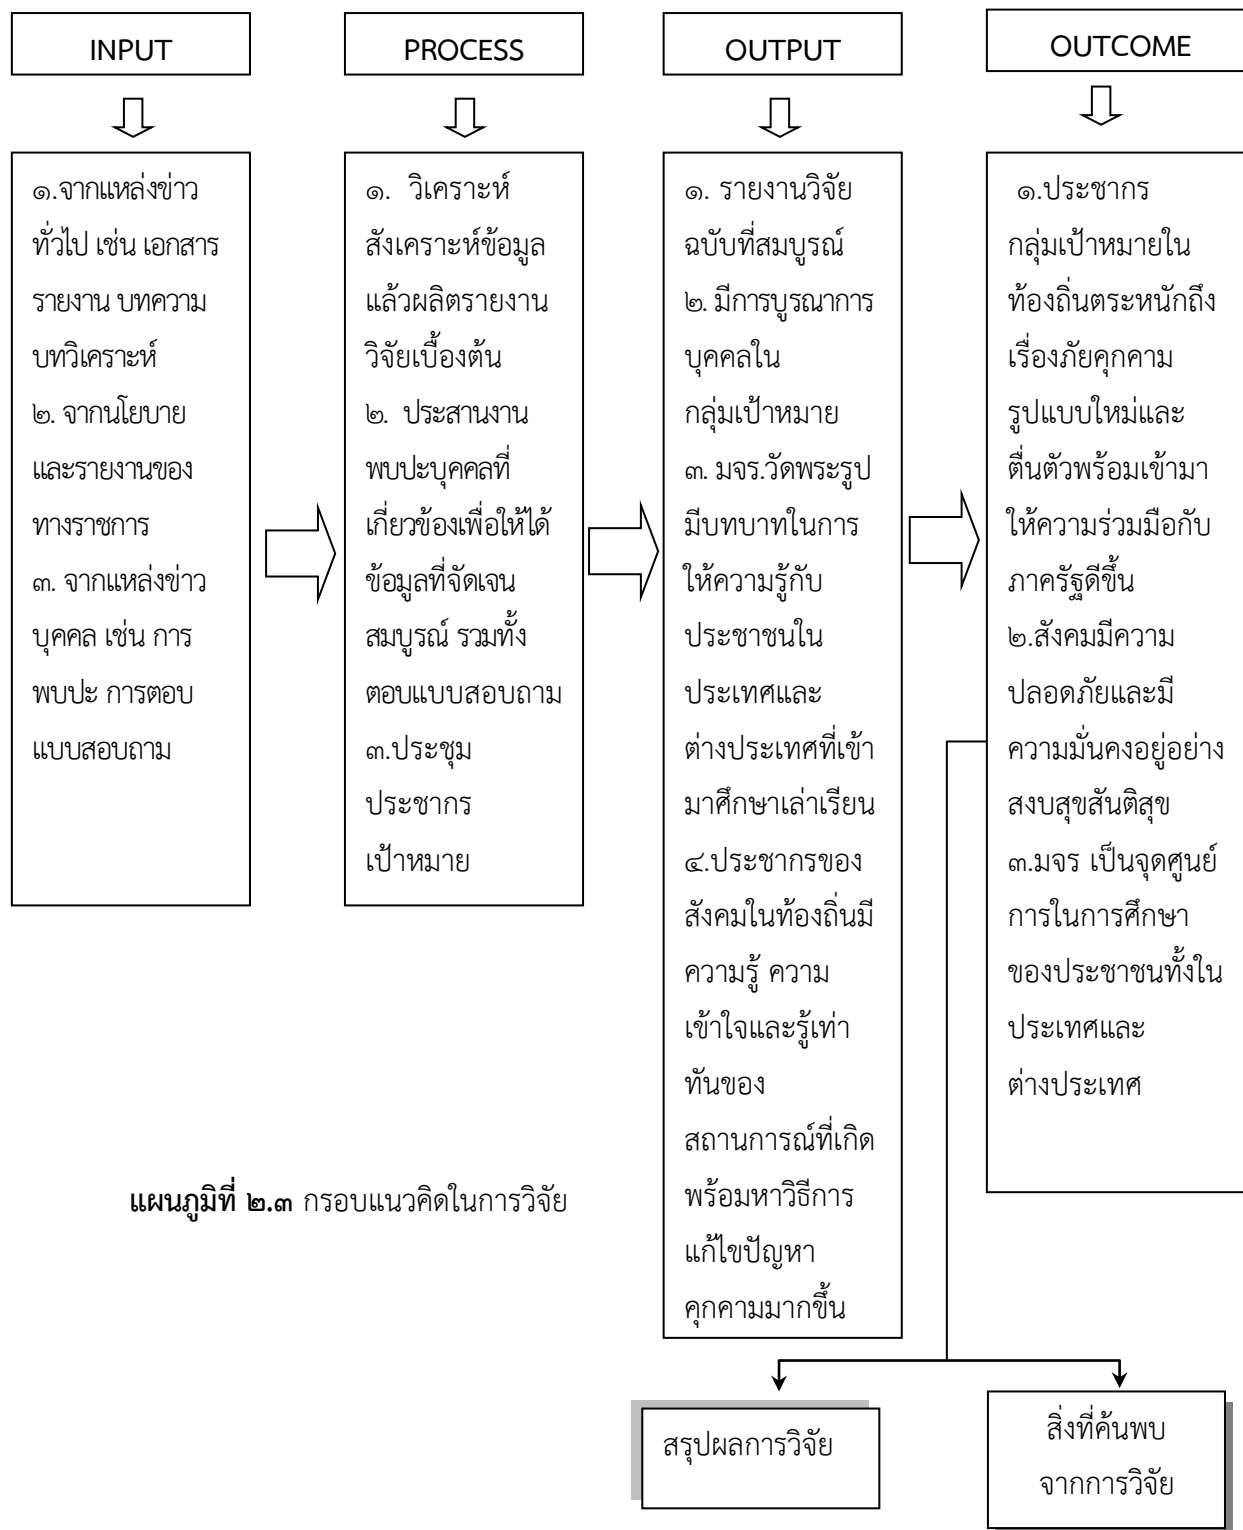 INPUT
๑.จากแหล่งข่าว
ทั่วไป เช่น เอกสาร
รายงาน บทความ
บทวิเคราะห์
๒. จากนโยบาย
และรายงานของ
ทางราชการ
๓. จากแหล่งข่าว
บุคคล เช่น การ
พบปะ การตอบ
แบบสอบถาม
PROCESS
๑. วิเคราะห์
สังเคราะห์ข้อมูล
แล้วผลิตรายงาน
วิจัยเบื้องต้น
๒. ประสานงาน
พบปะบุคคลที่
เกี่ยวข้องเพื่อให้ได้
ข้อมูลที่จัดเจน
สมบูรณ์ รวมทั้ง
ตอบแบบสอบถาม
๓.ประชุม
ประชากร
เป้าหมาย
OUTPUT
๑. รายงานวิจัย
ฉบับที่สมบูรณ์
๒. มีการบูรณาการ
บุคคลใน
กลุ่มเป้าหมาย
๓. มจร.วัดพระรูป
มีบทบาทในการ
ให้ความรู้กับ
ประชาชนใน
ประเทศและ
ต่างประเทศที่เข้า
มาศึกษาเล่าเรียน
๔.ประชากรของ
สังคมในท้องถิ่นมี
ความรู้ ความ
เข้าใจและรู้เท่า
ทันของ
สถานการณ์ที่เกิด
พร้อมหาวิธีการ
แก้ไขปัญหา
คุกคามมากขึ้น
OUTCOME
๑.ประชากร
กลุ่มเป้าหมายใน
ท้องถิ่นตระหนักถึง
เรื่องภัยคุกคาม
รูปแบบใหม่และ
ตื่นตัวพร้อมเข้ามา
ให้ความร่วมมือกับ
ภาครัฐดีขึ้น
๒.สังคมมีความ
ปลอดภัยและมี
ความมั่นคงอยู่อย่าง
สงบสุขสันติสุข
๓.มจร เป็นจุดศูนย์
การในการศึกษา
ของประชาชนทั้งใน
ประเทศและ
ต่างประเทศ
แผนภูมิที่ ๒.๓ กรอบแนวคิดในการวิจัย
สรุปผลการวิจัย
สิ่งที่ค้นพบ
จากการวิจัย